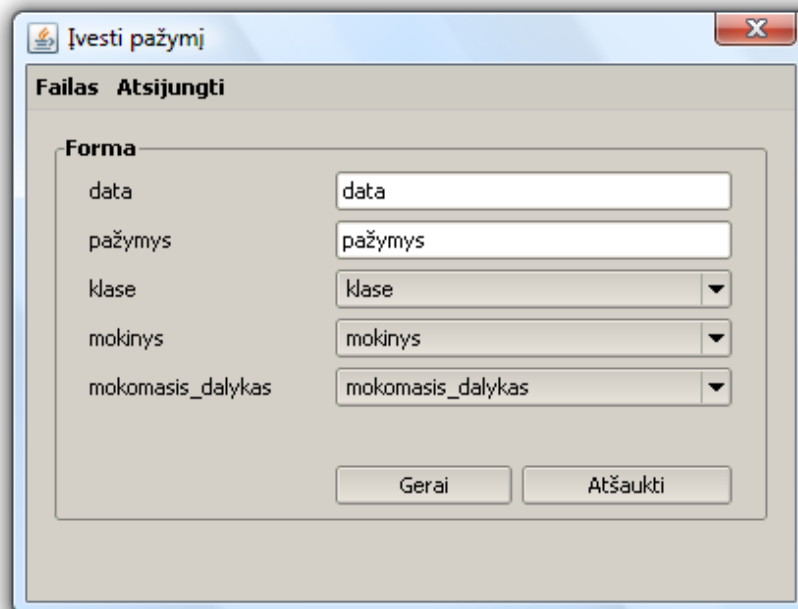 Įvesti pažymį
Failas Atsijungti
Forma
data data
pažymys pažymys
klase klase
mokinys mokinys
mokomasis_dalykas mokomasis_dalykas
Gerai Atšaukti